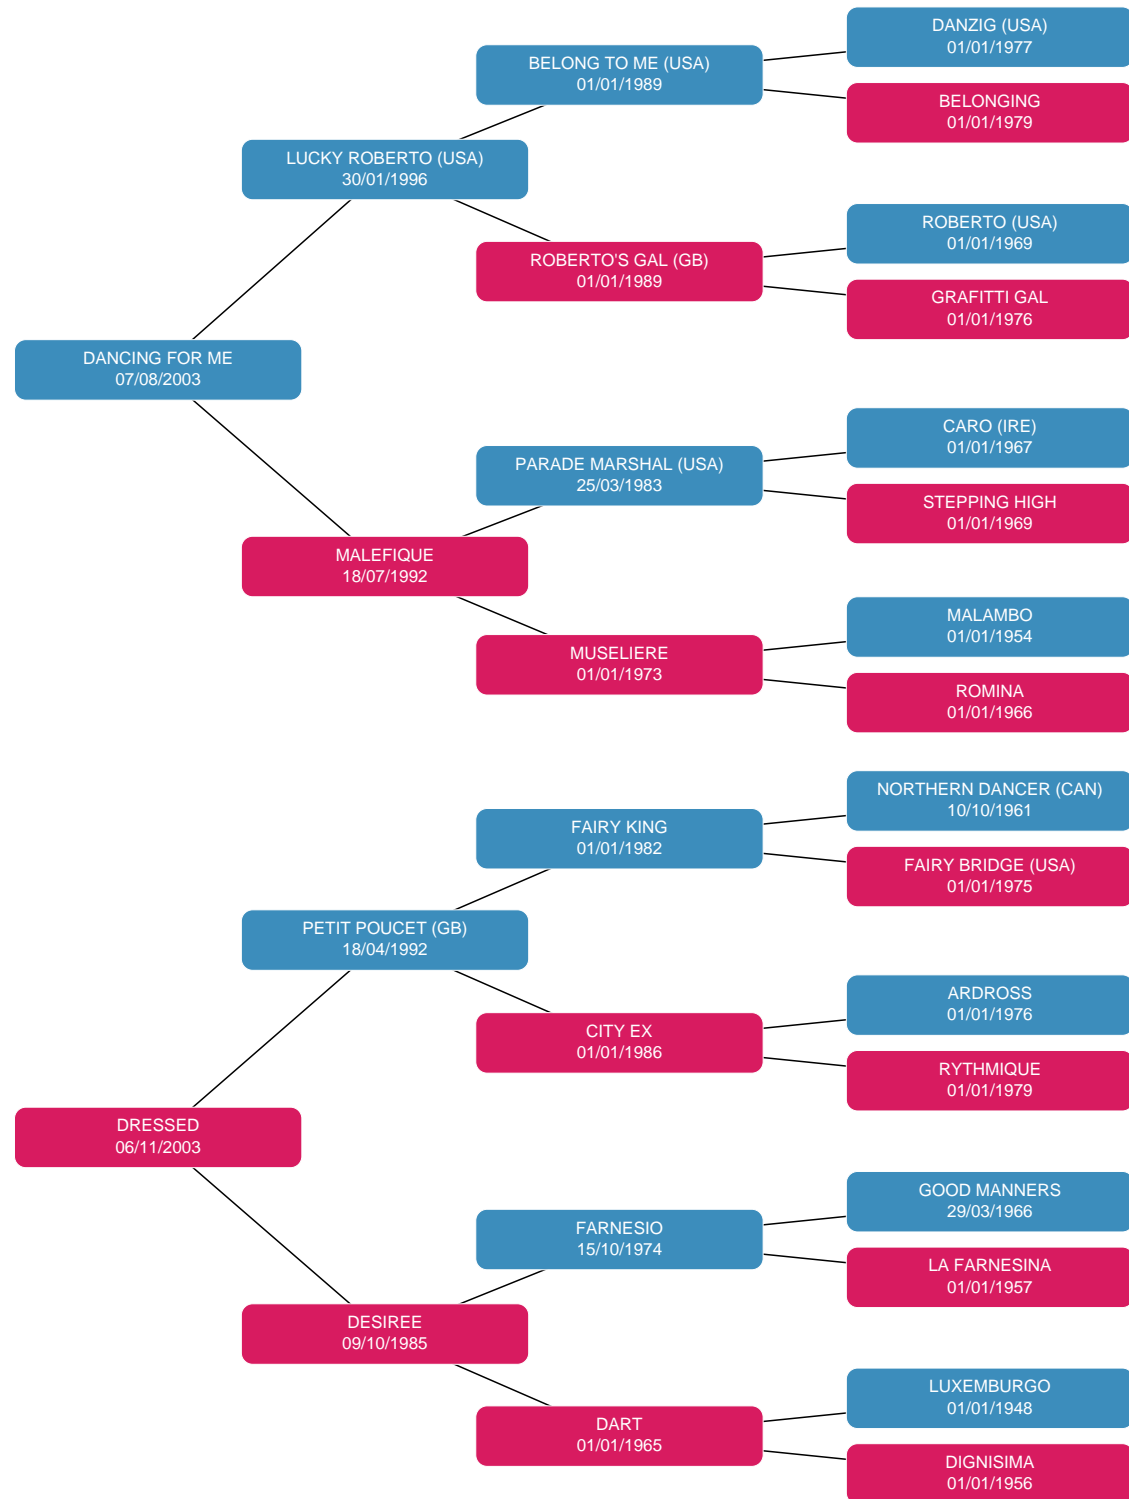 DANZIG (USA)
01/01/1977
BELONG TO ME (USA)
01/01/1989
BELONGING
01/01/1979
LUCKY ROBERTO (USA)
30/01/1996
ROBERTO (USA)
01/01/1969
ROBERTO'S GAL (GB)
01/01/1989
GRAFITTI GAL
01/01/1976
DANCING FOR ME
07/08/2003
CARO (IRE)
01/01/1967
PARADE MARSHAL (USA)
25/03/1983
STEPPING HIGH
01/01/1969
MALEFIQUE
18/07/1992
MALAMBO
01/01/1954
MUSELIERE
01/01/1973
ROMINA
01/01/1966
NORTHERN DANCER (CAN)
10/10/1961
FAIRY KING
01/01/1982
FAIRY BRIDGE (USA)
01/01/1975
PETIT POUCET (GB)
18/04/1992
ARDROSS
01/01/1976
CITY EX
01/01/1986
RYTHMIQUE
01/01/1979
DRESSED
06/11/2003
GOOD MANNERS
29/03/1966
FARNESIO
15/10/1974
LA FARNESINA
01/01/1957
DESIREE
09/10/1985
LUXEMBURGO
01/01/1948
DART
01/01/1965
DIGNISIMA
01/01/1956